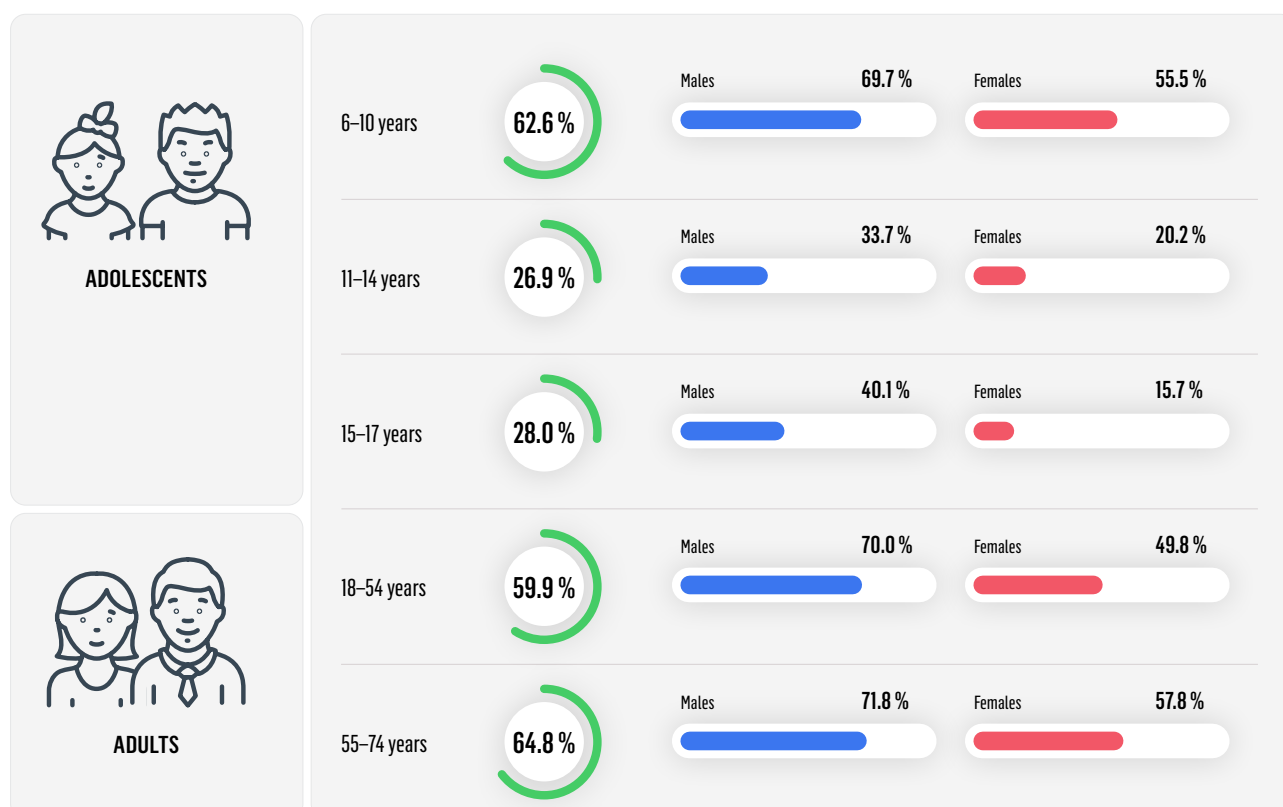 ADOLESCENTS
6–10 years
62.6 %
Males 69.7 %
Females 55.5 %
11–14 years
26.9 %
Males 33.7 %
Females 20.2 %
15–17 years
28.0 %
Males 40.1 %
Females 15.7 %
ADULTS
18–54 years
59.9 %
Males 70.0 %
Females 49.8 %
55–74 years
64.8 %
Males 71.8 %
Females 57.8 %